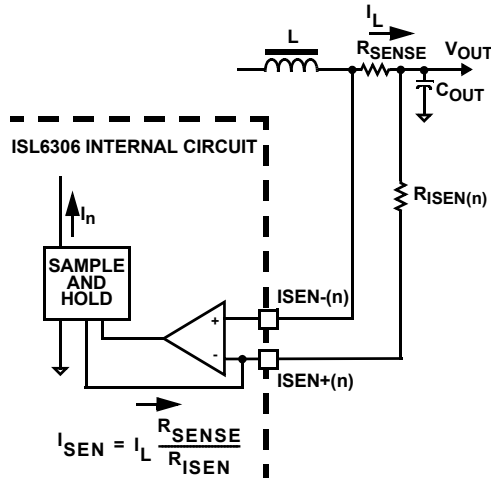 I_L
L
R_SENSE
V_OUT
C_OUT
ISL6306 INTERNAL CIRCUIT
R_ISEN(n)
I_n
SAMPLE
AND
HOLD
ISEN-(n)
+
-
ISEN+(n)
I_SEN = I_L R_SENSE / R_ISEN